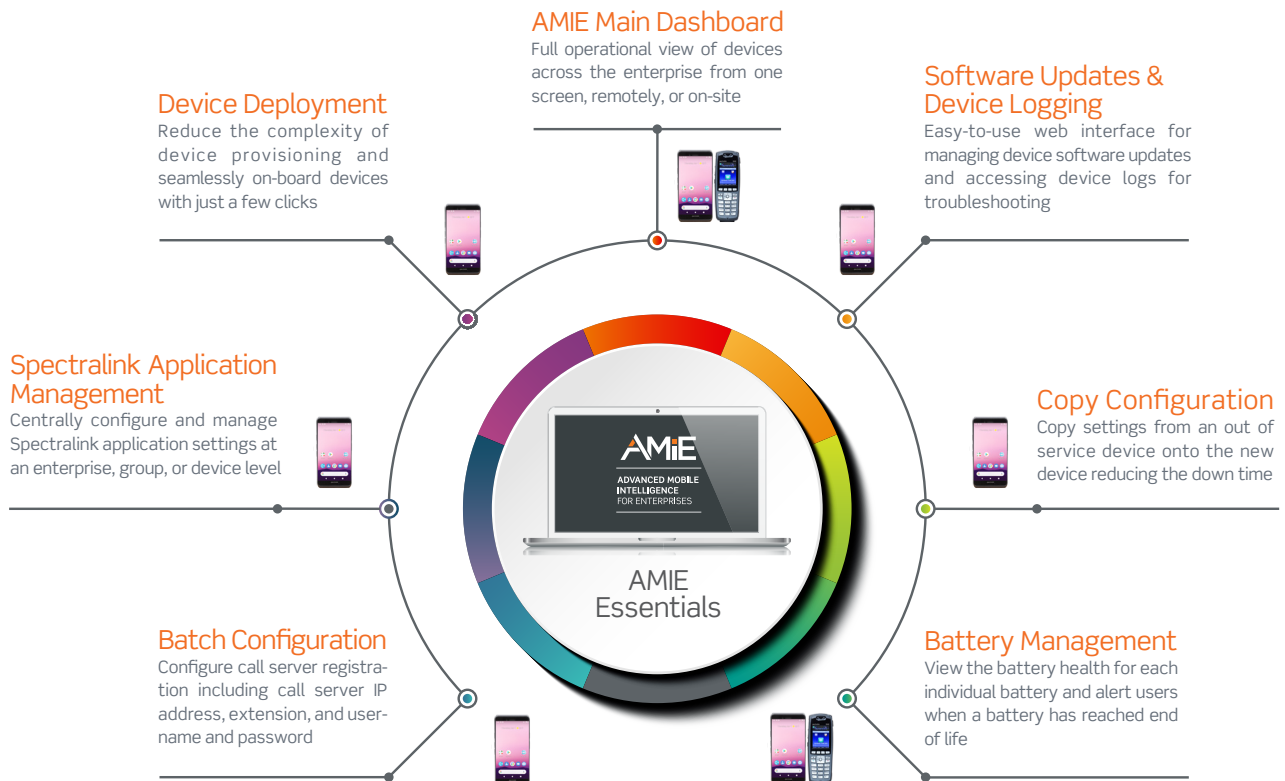 AMIE Main Dashboard
Full operational view of devices
across the enterprise from one
screen, remotely, or on-site
Device Deployment
Reduce the complexity of
device provisioning and
seamlessly on-board devices
with just a few clicks
Software Updates &
Device Logging
Easy-to-use web interface for
managing device software updates
and accessing device logs for
troubleshooting
Spectralink Application
Management
Centrally configure and manage
Spectralink application settings at
an enterprise, group, or device level
Copy Configuration
Copy settings from an out of
service device onto the new
device reducing the down time
AMiE
ADVANCED MOBILE
INTELLIGENCE
FOR ENTERPRISES
AMIE
Essentials
Batch Configuration
Configure call server registra-
tion including call server IP
address, extension, and user-
name and password
Battery Management
View the battery health for each
individual battery and alert users
when a battery has reached end
of life